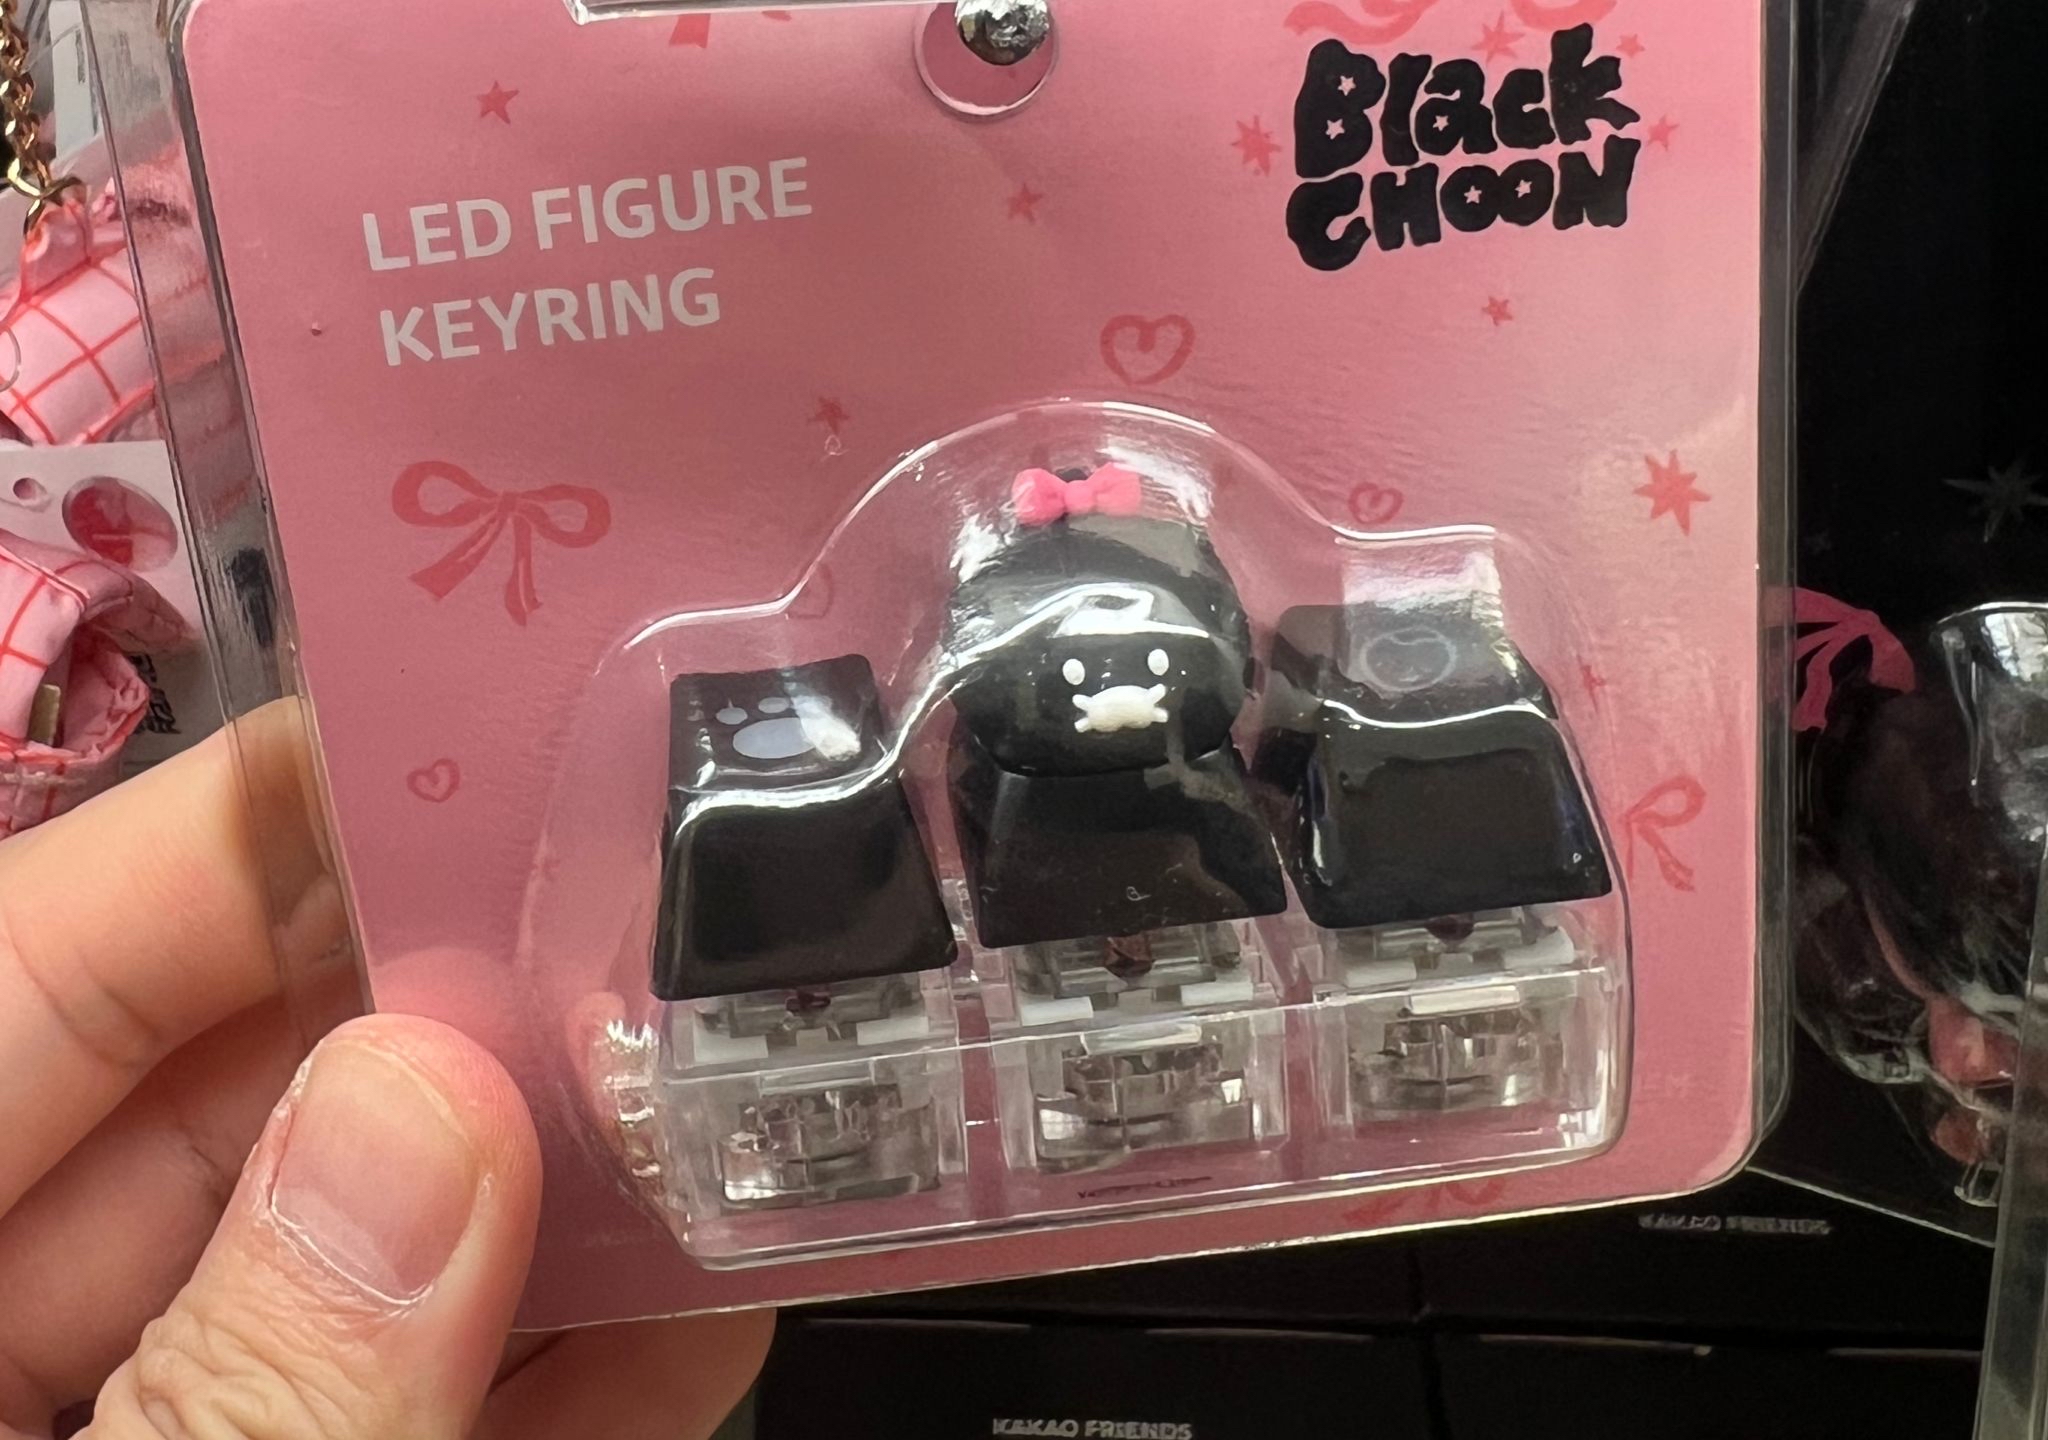 Black
CHOON
LED FIGURE
KEYRING
KAKAO FRIENDS
KAKAO FRIENDS